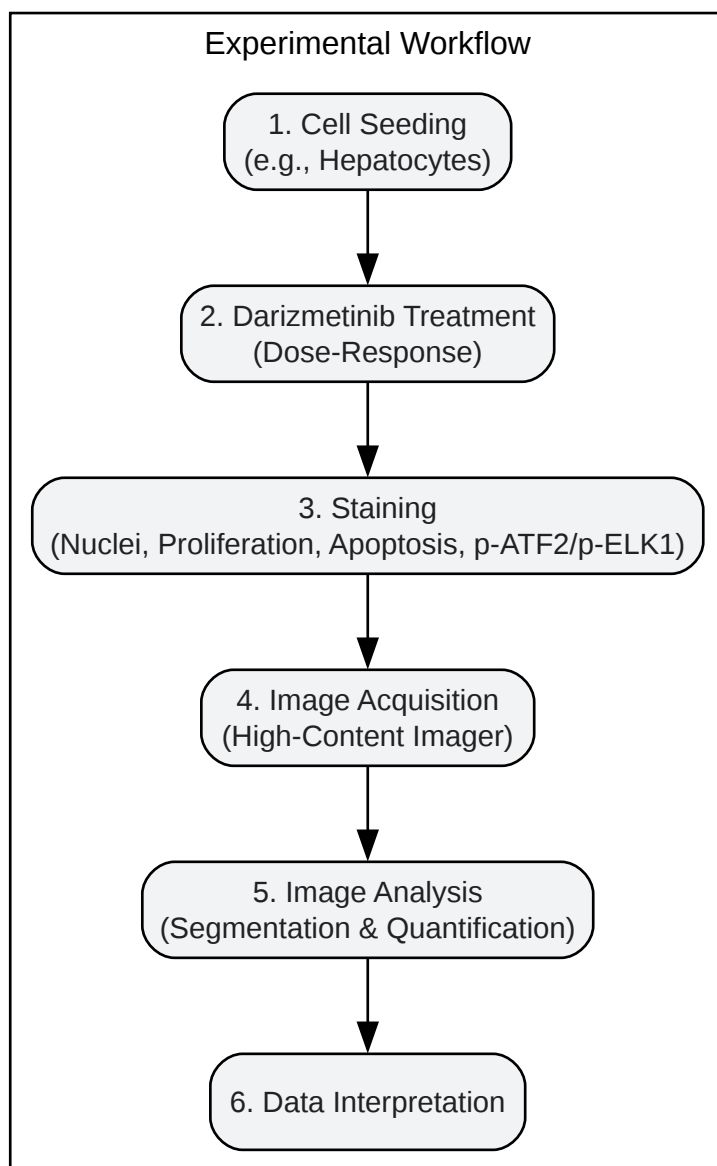 Experimental Workflow
1. Cell Seeding
(e.g., Hepatocytes)
2. Darizmetinib Treatment
(Dose-Response)
3. Staining
(Nuclei, Proliferation, Apoptosis, p-ATF2/p-ELK1)
4. Image Acquisition
(High-Content Imager)
5. Image Analysis
(Segmentation & Quantification)
6. Data Interpretation